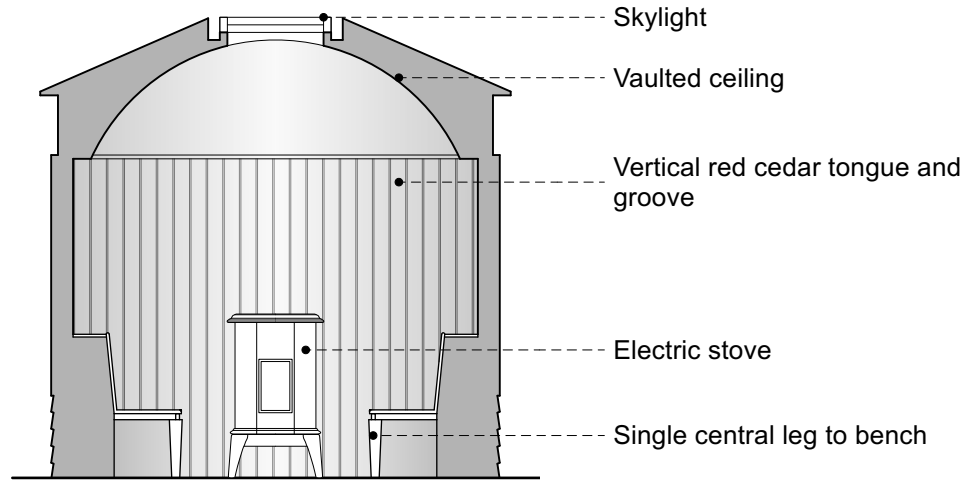 Skylight
Vaulted ceiling
Vertical red cedar tongue and
groove
Electric stove
Single central leg to bench